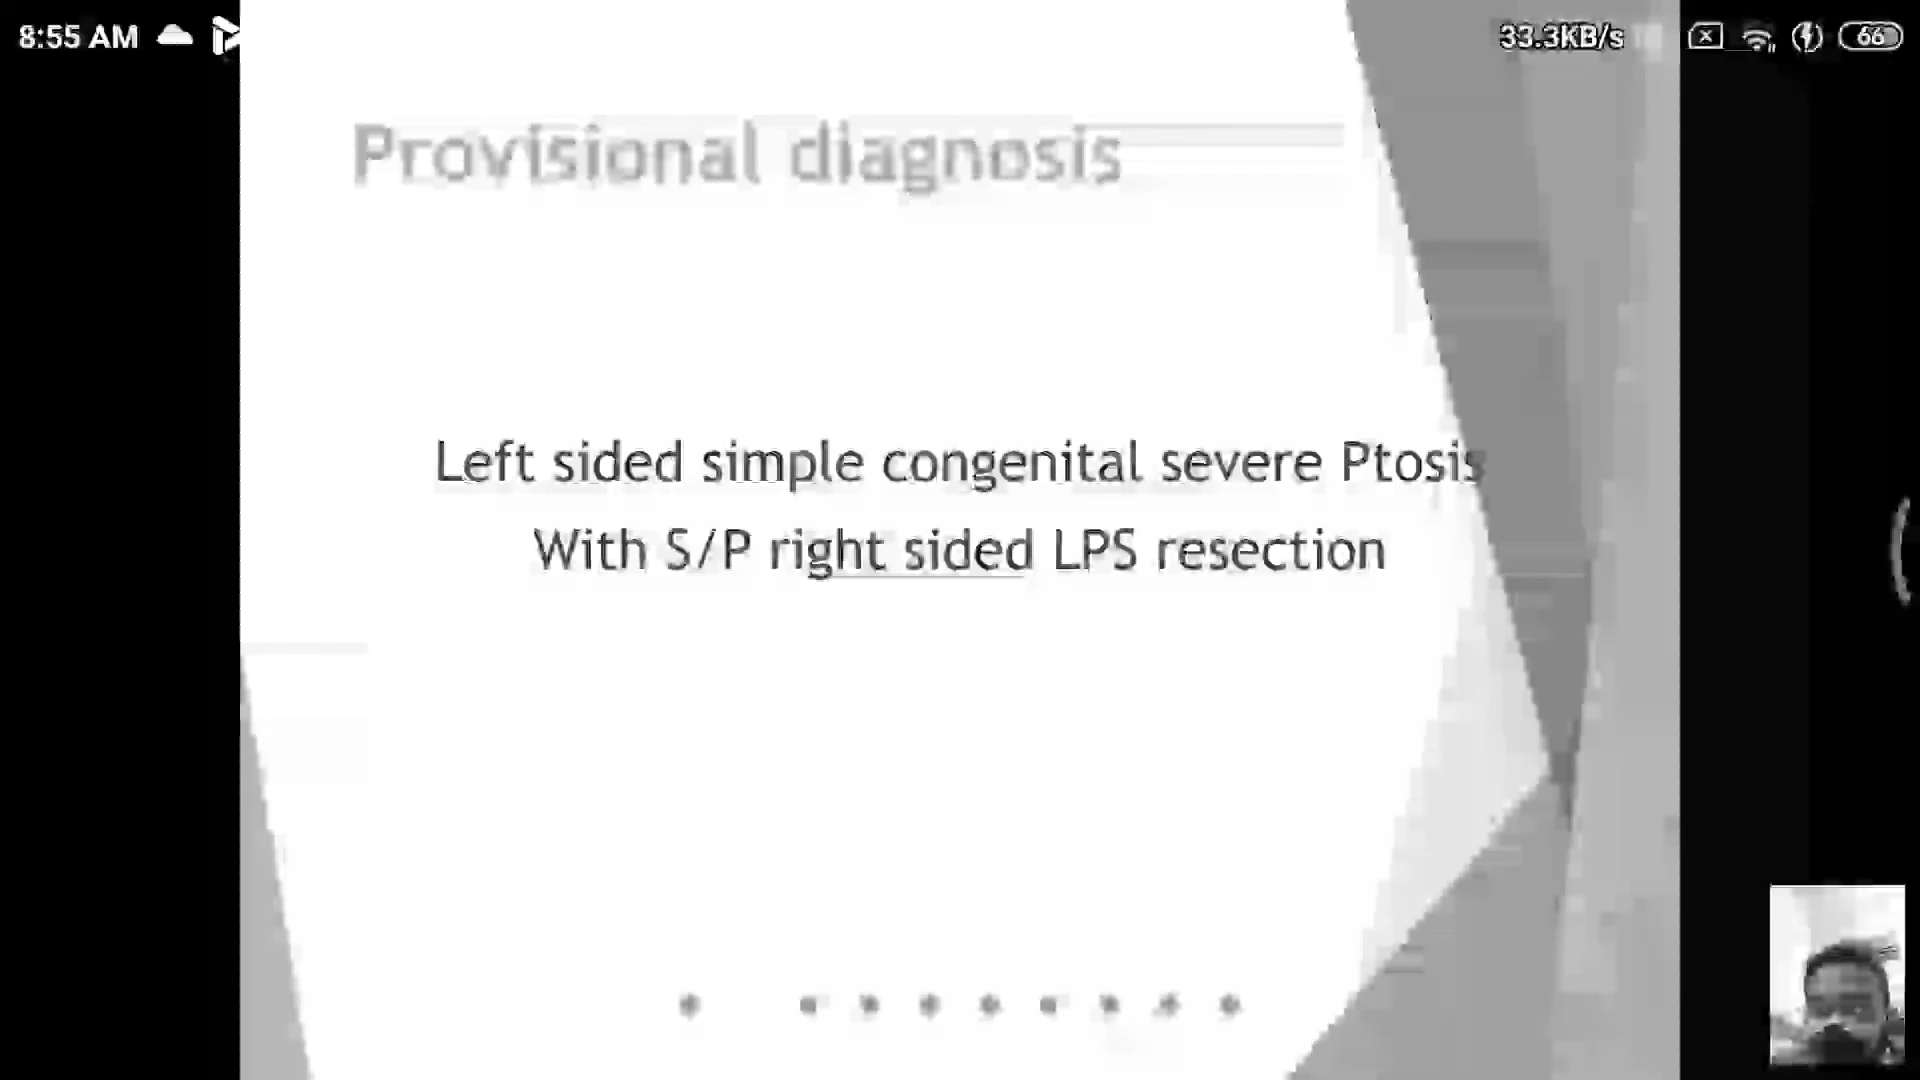 8:55 AM
33.3KB/s
66
Provisional diagnosis
Left sided simple congenital severe Ptosis
With S/P right sided LPS resection